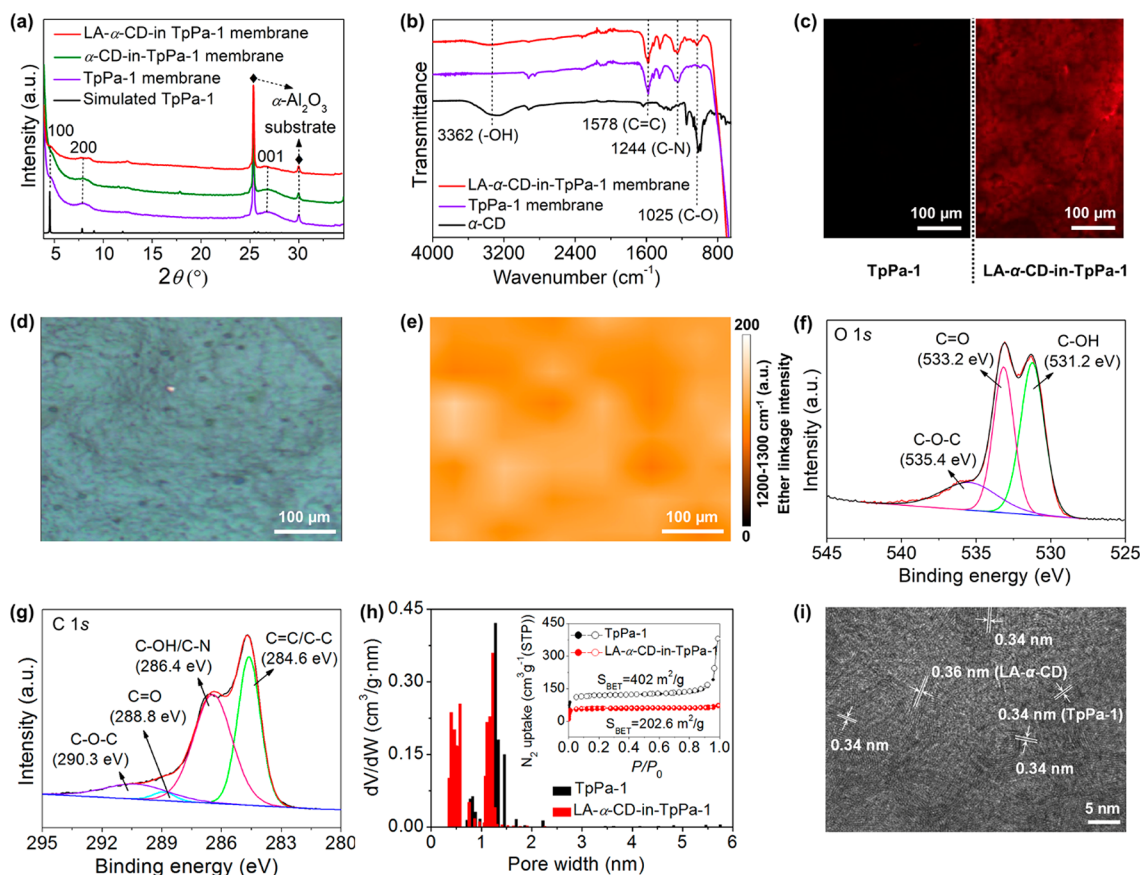 (a)
LA-α-CD-in TpPa-1 membrane
α-CD-in-TpPa-1 membrane
TpPa-1 membrane
Simulated TpPa-1
α-Al2O3
substrate
100
200
001
Intensity (a.u.)
5 10 15 20 25 30
2θ (°)
(b)
3362 (-OH)
1578 (C=C)
1244 (C-N)
LA-α-CD-in-TpPa-1 membrane
TpPa-1 membrane
α-CD
1025 (C-O)
Transmittance
4000 3200 2400 1600 800
Wavenumber (cm-1)
(c)
100 μm
100 μm
TpPa-1
LA-α-CD-in-TpPa-1
(d)
100 μm
(e)
100 μm
200
0
1200-1300 cm-1 (a.u.)
Ether linkage intensity
(f)
O 1s
C=O
(533.2 eV)
C-OH
(531.2 eV)
C-O-C
(535.4 eV)
Intensity (a.u.)
545 540 535 530 525
Binding energy (eV)
(g)
C 1s
C-OH/C-N
(286.4 eV)
C=C/C-C
(284.6 eV)
C=O
(288.8 eV)
C-O-C
(290.3 eV)
Intensity (a.u.)
295 292 289 286 283 280
Binding energy (eV)
(h)
0.45
0.30
0.15
0.00
dV/dW (cm3/g·nm)
450
300
150
0
N2 uptake (cm3g-1(STP))
TpPa-1
LA-α-CD-in-TpPa-1
SBET=402 m2/g
SBET=202.6 m2/g
0.0 0.2 0.4 0.6 0.8 1.0
P/P0
TpPa-1
LA-α-CD-in-TpPa-1
0 1 2 3 4 5 6
Pore width (nm)
(i)
0.34 nm
0.36 nm (LA-α-CD)
0.34 nm (TpPa-1)
0.34 nm
0.34 nm
5 nm